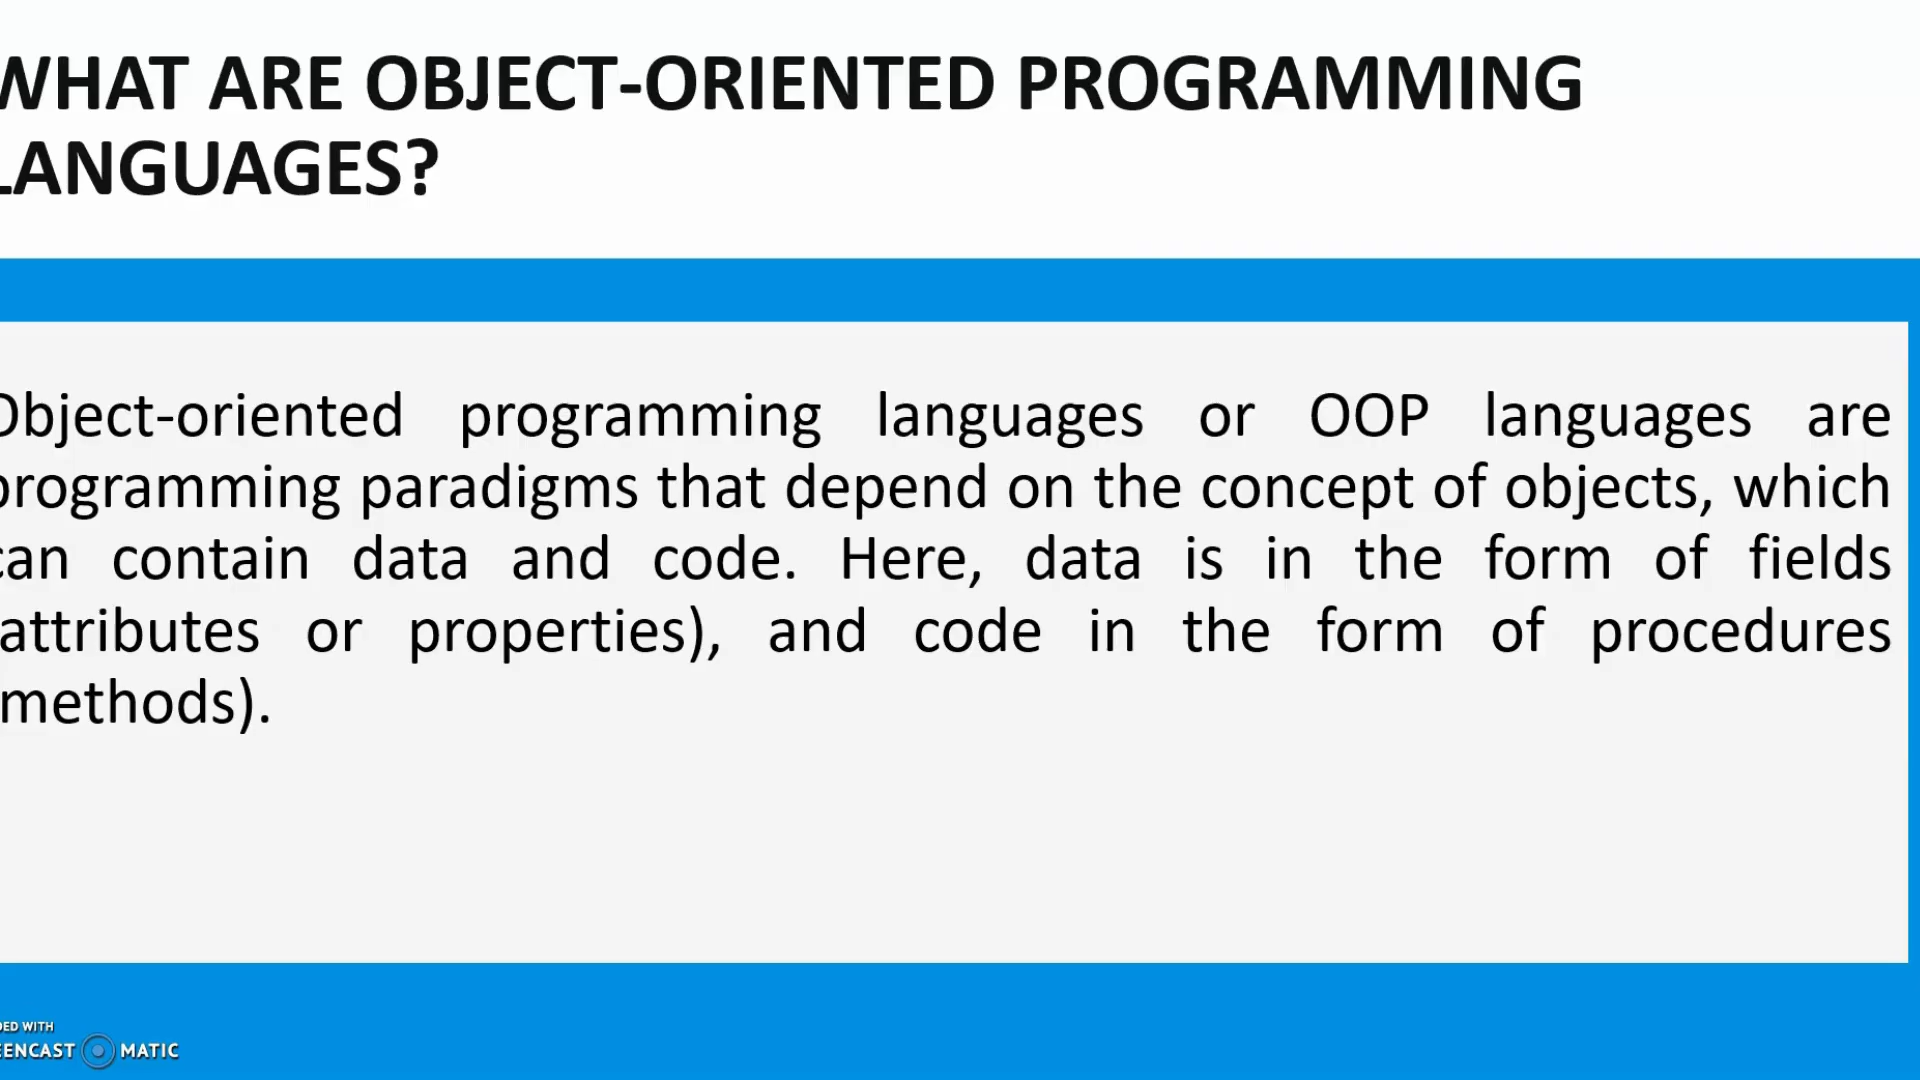 WHAT ARE OBJECT-ORIENTED PROGRAMMING
LANGUAGES?
Object-oriented programming languages or OOP languages are
programming paradigms that depend on the concept of objects, which
can contain data and code. Here, data is in the form of fields
attributes or properties), and code in the form of procedures
methods).
DED WITH
EENCAST MATIC